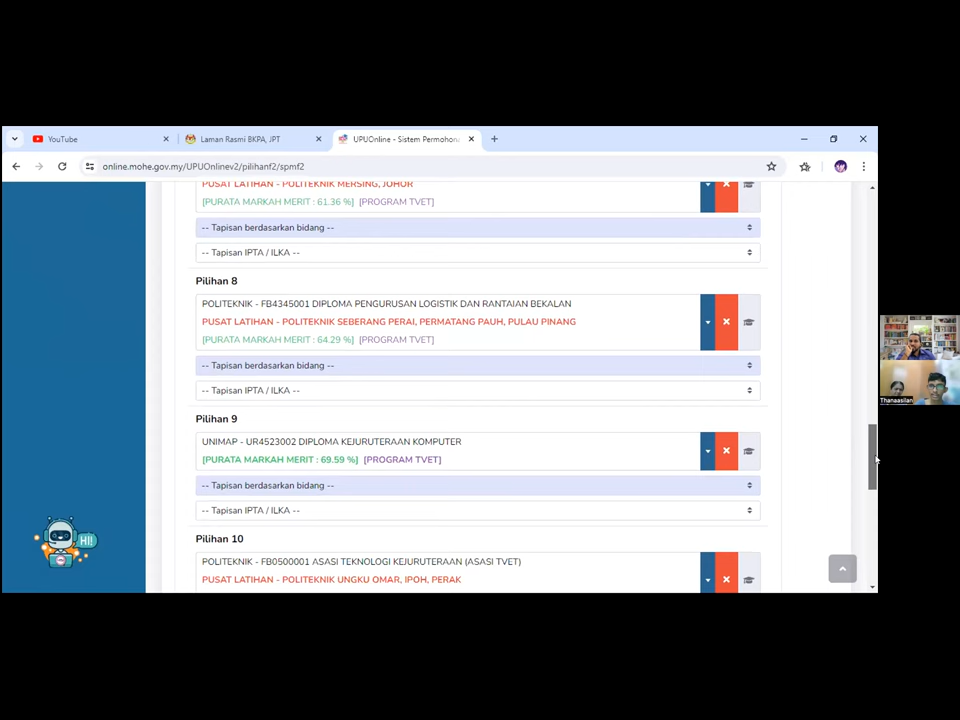 YouTube
Laman Rasmi BKPA, JPT
UPUOnline - Sistem Permohona
online.mohe.gov.my/UPUOnlinev2/pilihanf2/spmf2
PUSAT LATIHAN - POLITEKNIK MERSING, JOHOR
[PURATA MARKAH MERIT : 61.36 %] [PROGRAM TVET]
-- Tapisan berdasarkan bidang --
-- Tapisan IPTA / ILKA --
Pilihan 8
POLITEKNIK - FB4345001 DIPLOMA PENGURUSAN LOGISTIK DAN RANTAIAN BEKALAN
PUSAT LATIHAN - POLITEKNIK SEBERANG PERAI, PERMATANG PAUH, PULAU PINANG
[PURATA MARKAH MERIT : 64.29 %] [PROGRAM TVET]
-- Tapisan berdasarkan bidang --
-- Tapisan IPTA / ILKA --
Pilihan 9
UNIMAP - UR4523002 DIPLOMA KEJURUTERAAN KOMPUTER
[PURATA MARKAH MERIT : 69.59 %] [PROGRAM TVET]
-- Tapisan berdasarkan bidang --
-- Tapisan IPTA / ILKA --
Pilihan 10
POLITEKNIK - FB0500001 ASASI TEKNOLOGI KEJURUTERAAN (ASASI TVET)
PUSAT LATIHAN - POLITEKNIK UNGKU OMAR, IPOH, PERAK
HI!
Thanaasilan